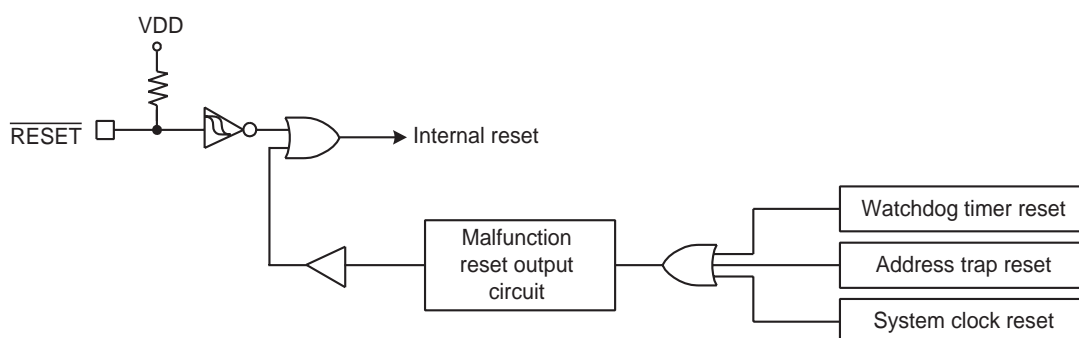 VDD
RESET
Internal reset
Malfunction
reset output
circuit
Watchdog timer reset
Address trap reset
System clock reset